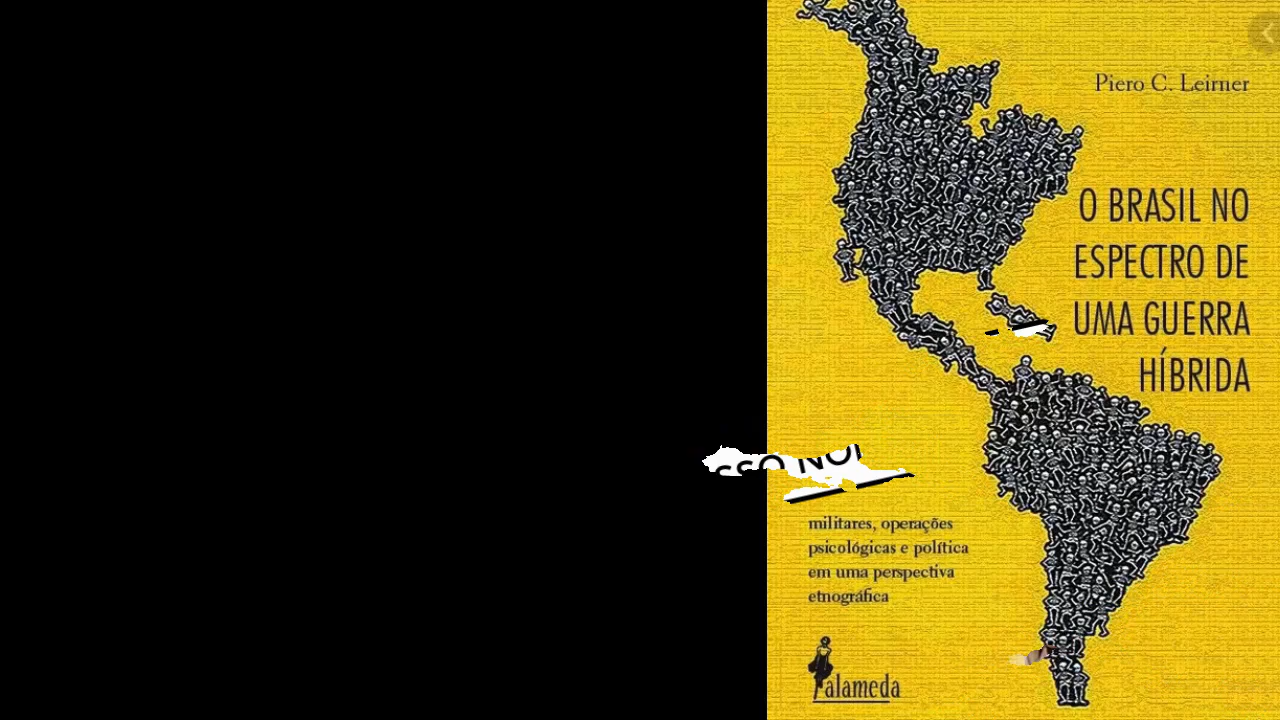 Piero C. Leirner
O BRASIL NO
ESPECTRO DE
UMA GUERRA
HÍBRIDA
militares, operações
psicológicas e política
em uma perspectiva
etnográfica
alameda